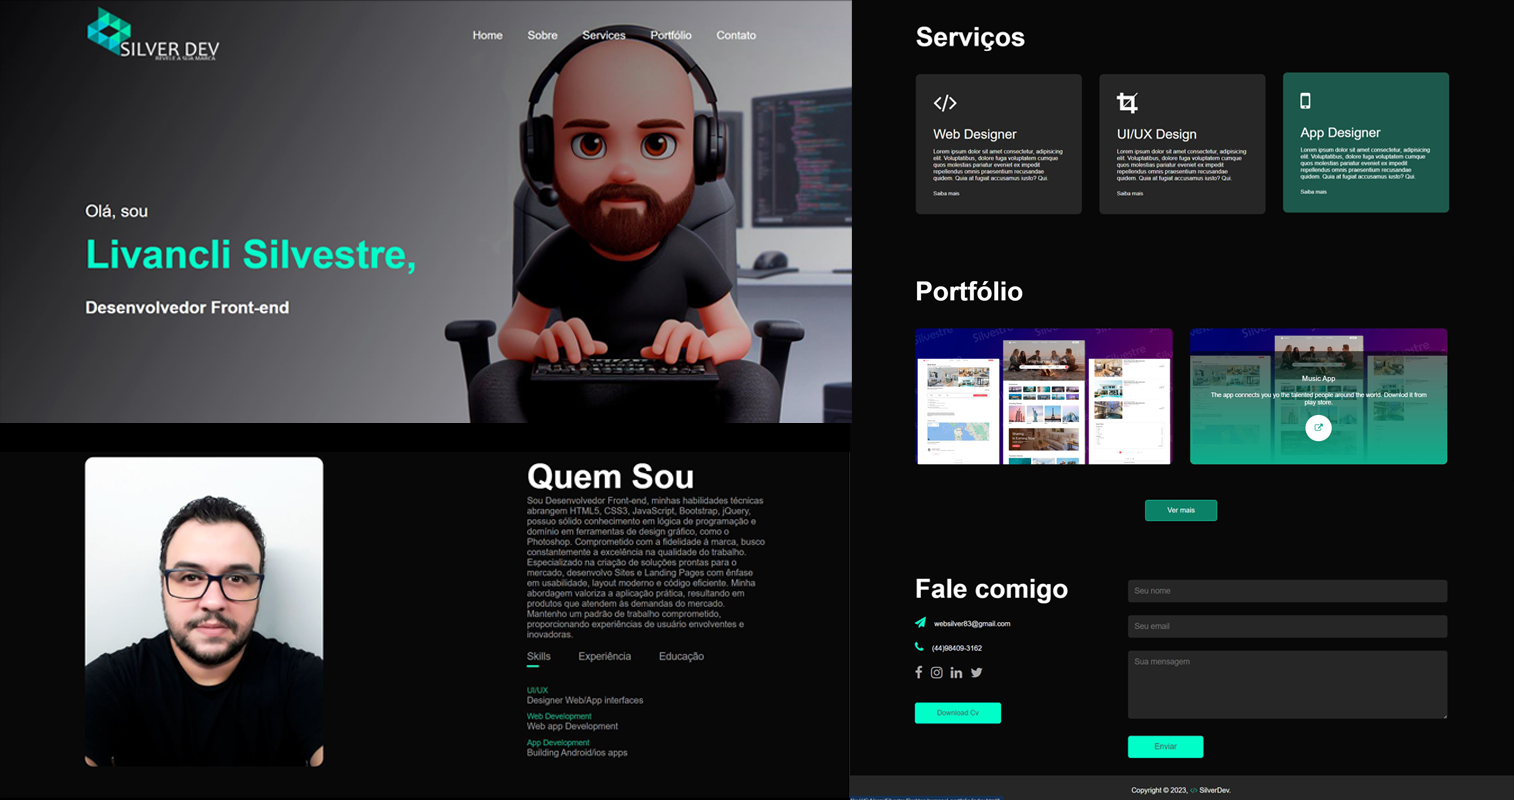 SILVER DEV
REVELE A SUA MARCA
Home Sobre Services Portfólio Contato
Olá, sou
Livancli Silvestre,
Desenvolvedor Front-end
Quem Sou
Sou Desenvolvedor Front-end, minhas habilidades técnicas
abrangem HTML5, CSS3, JavaScript, Bootstrap, jQuery,
possuo sólido conhecimento em lógica de programação e
domínio em ferramentas de design gráfico, como o
Photoshop. Comprometido com a fidelidade à marca, busco
constantemente a excelência na qualidade do trabalho.
Especializado na criação de soluções prontas para o
mercado, desenvolvo Sites e Landing Pages com ênfase
em usabilidade, layout moderno e código eficiente. Minha
abordagem valoriza a aplicação prática, resultando em
produtos que atendem às demandas do mercado.
Mantenho um padrão de trabalho comprometido,
proporcionando experiências de usuário envolventes e
inovadoras.
Skills Experiência Educação
UI/UX
Designer Web/App interfaces
Web Development
Web app Development
App Development
Building Android/ios apps
Serviços
Web Designer
Lorem ipsum dolor sit amet consectetur, adipisicing
elit. Voluptatibus, dolore fuga voluptatem cumque
quos molestias pariatur eveniet ex impedit
repellendus omnis praesentium recusandae
quidem. Quia at fugiat accusamus iusto? Qui.
Saiba mais
UI/UX Design
Lorem ipsum dolor sit amet consectetur, adipisicing
elit. Voluptatibus, dolore fuga voluptatem cumque
quos molestias pariatur eveniet ex impedit
repellendus omnis praesentium recusandae
quidem. Quia at fugiat accusamus iusto? Qui.
Saiba mais
App Designer
Lorem ipsum dolor sit amet consectetur, adipisicing
elit. Voluptatibus, dolore fuga voluptatem cumque
quos molestias pariatur eveniet ex impedit
repellendus omnis praesentium recusandae
quidem. Quia at fugiat accusamus iusto? Qui.
Saiba mais
Portfólio
Silvestre
Music App
The app connects you yo the talented people around the world. Downlod it from
play store.
Ver mais
Fale comigo
websilver83@gmail.com
(44)98409-3162
Download Cv
Seu nome
Seu email
Sua mensagem
Enviar
Copyright © 2023, </> SilverDev.